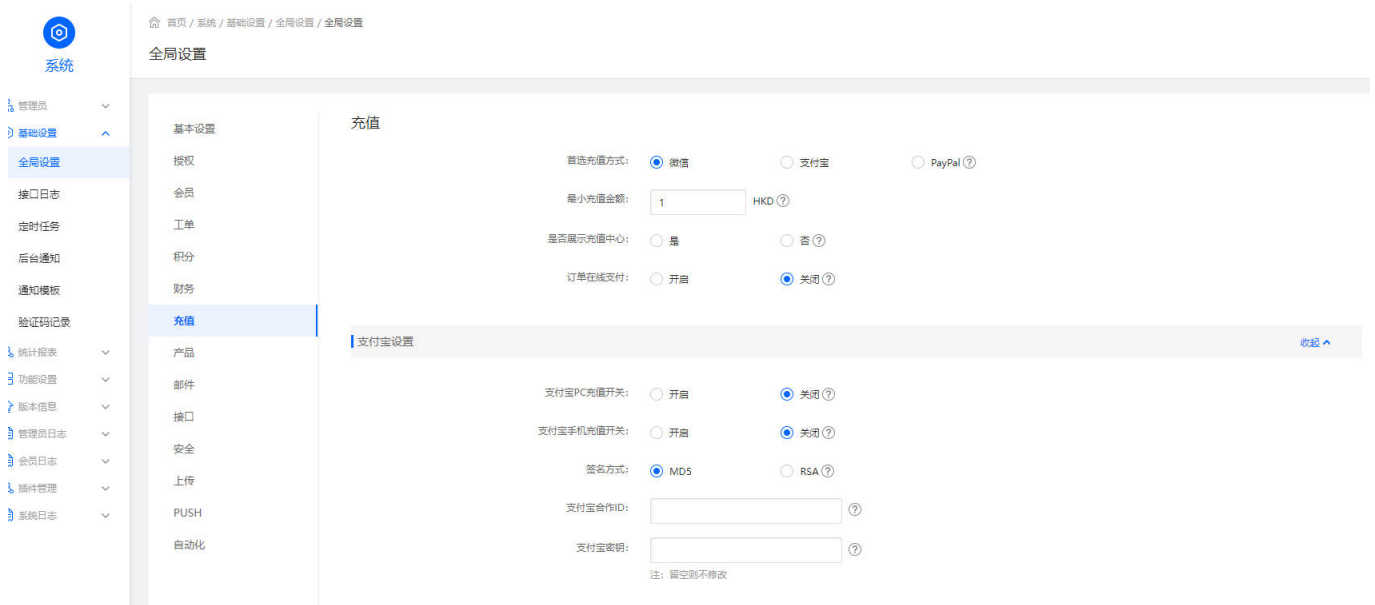 系统
管理员
基础设置
全局设置
接口日志
定时任务
后台通知
通知模板
验证码记录
统计报表
功能设置
版本信息
管理员日志
会员日志
插件管理
系统日志
首页 / 系统 / 基础设置 / 全局设置 / 全局设置
全局设置
基本设置
授权
会员
工单
积分
财务
充值
产品
邮件
接口
安全
上传
PUSH
自动化
充值
首选充值方式: 微信 支付宝 PayPal ?
最小充值金额: 1 HKD ?
是否展示充值中心: 是 否 ?
订单在线支付: 开启 关闭 ?
支付宝设置 收起
支付宝PC充值开关: 开启 关闭 ?
支付宝手机充值开关: 开启 关闭 ?
签名方式: MD5 RSA ?
支付宝合作ID: ?
支付宝密钥: ?
注: 留空则不修改